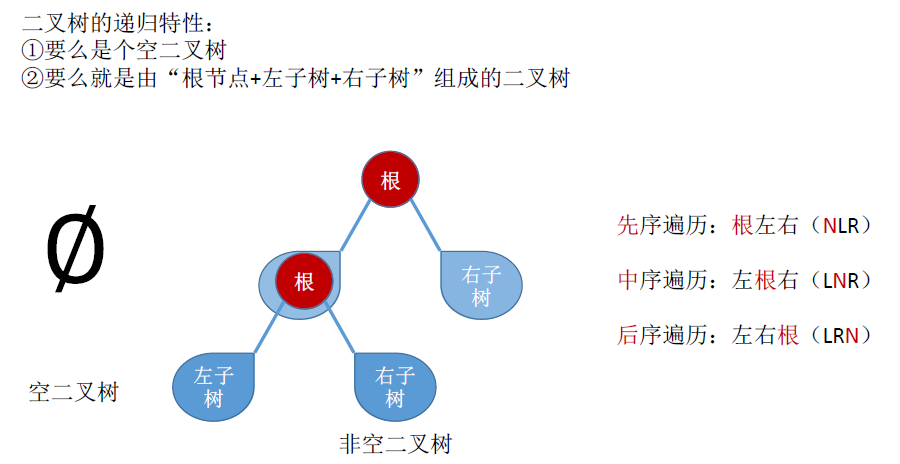 二叉树的递归特性：
①要么是个空二叉树
②要么就是由“根节点+左子树+右子树”组成的二叉树
根
∅
根
右子
树
先序遍历：根左右（NLR）
中序遍历：左根右（LNR）
后序遍历：左右根（LRN）
左子
树
右子
树
空二叉树
非空二叉树